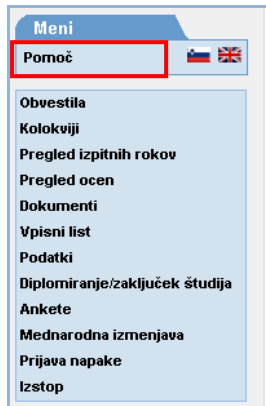 Meni
Pomoč
Obvestila
Kolokviji
Pregled izpitnih rokov
Pregled ocen
Dokumenti
Vpisni list
Podatki
Diplomiranje/zaključek študija
Ankete
Mednarodna izmenjava
Prijava napake
Izstop